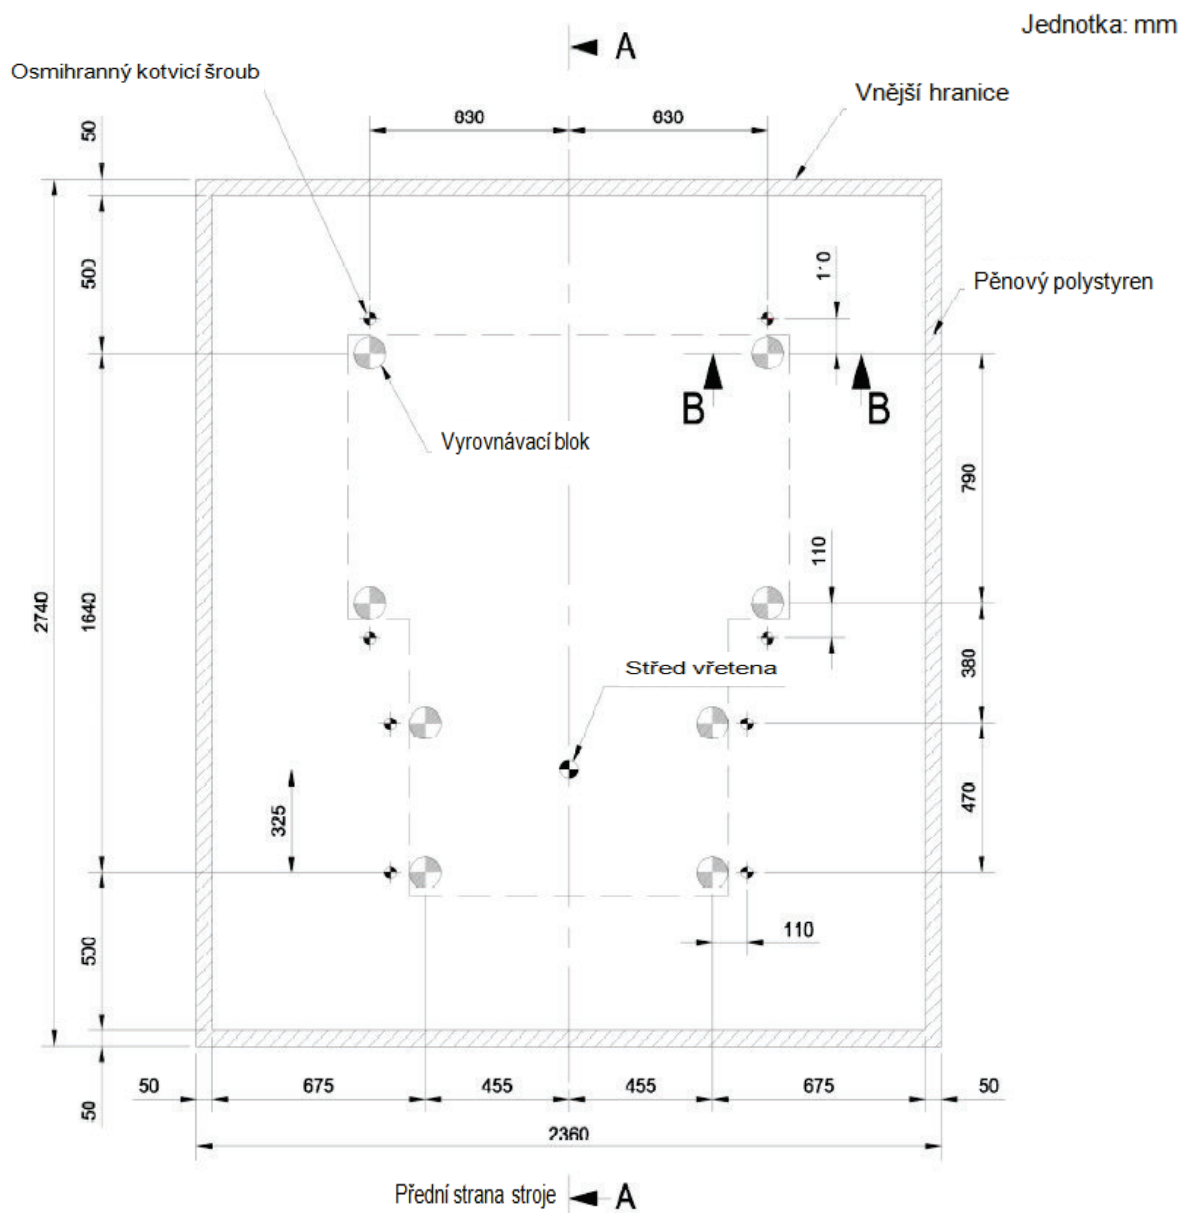 Jednotka: mm
A
Osmihranný kotvicí šroub
Vnější hranice
50
630
630
500
110
Pěnový polystyren
B
B
Vyrovnávací blok
790
110
2740
1640
380
Střed vřetena
325
470
500
110
50
675
455
455
675
50
50
2360
Přední strana stroje
A